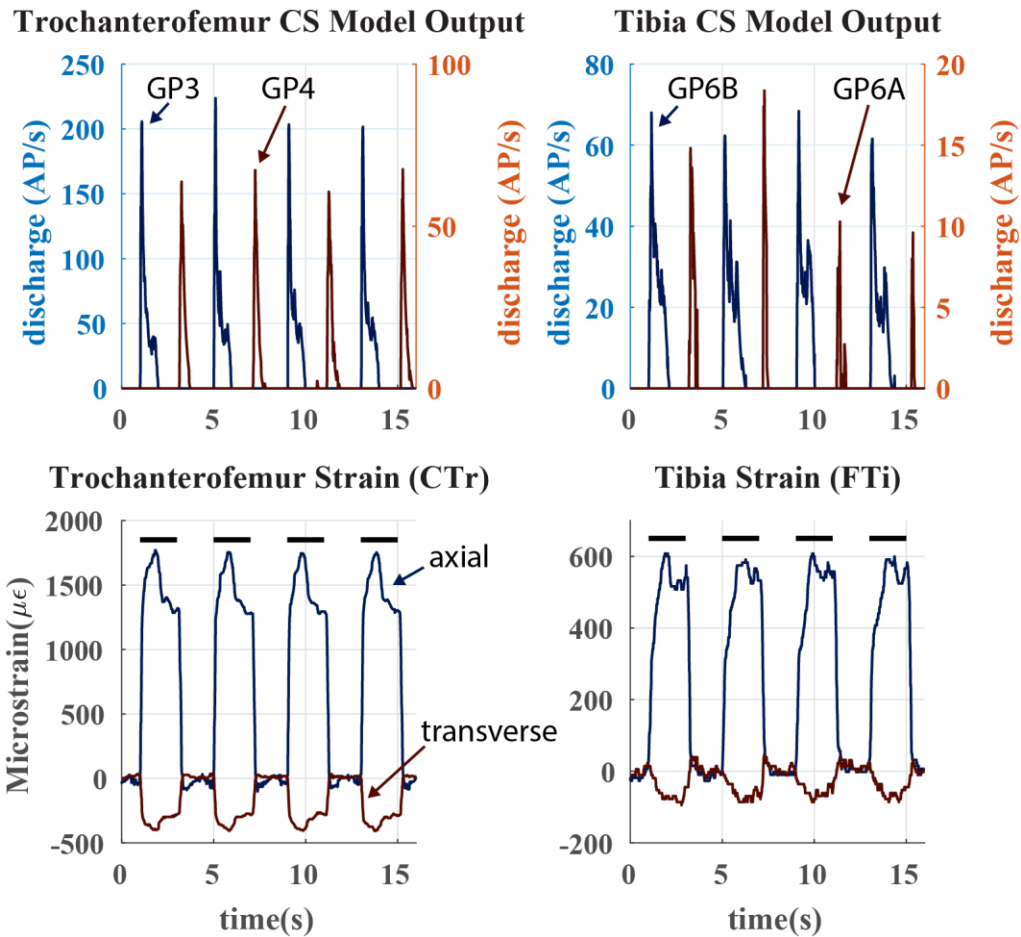 Trochanterofemur CS Model Output
Tibia CS Model Output
250
200
150
100
50
0
discharge (AP/s)
GP3
GP4
100
50
0
discharge (AP/s)
0
5
10
15
80
60
40
20
0
discharge (AP/s)
GP6B
GP6A
20
15
10
5
0
discharge (AP/s)
0
5
10
15
Trochanterofemur Strain (CTr)
Tibia Strain (FTi)
2000
1500
1000
500
0
-500
Microstrain(με)
axial
transverse
0
5
10
15
time(s)
600
400
200
0
-200
0
5
10
15
time(s)